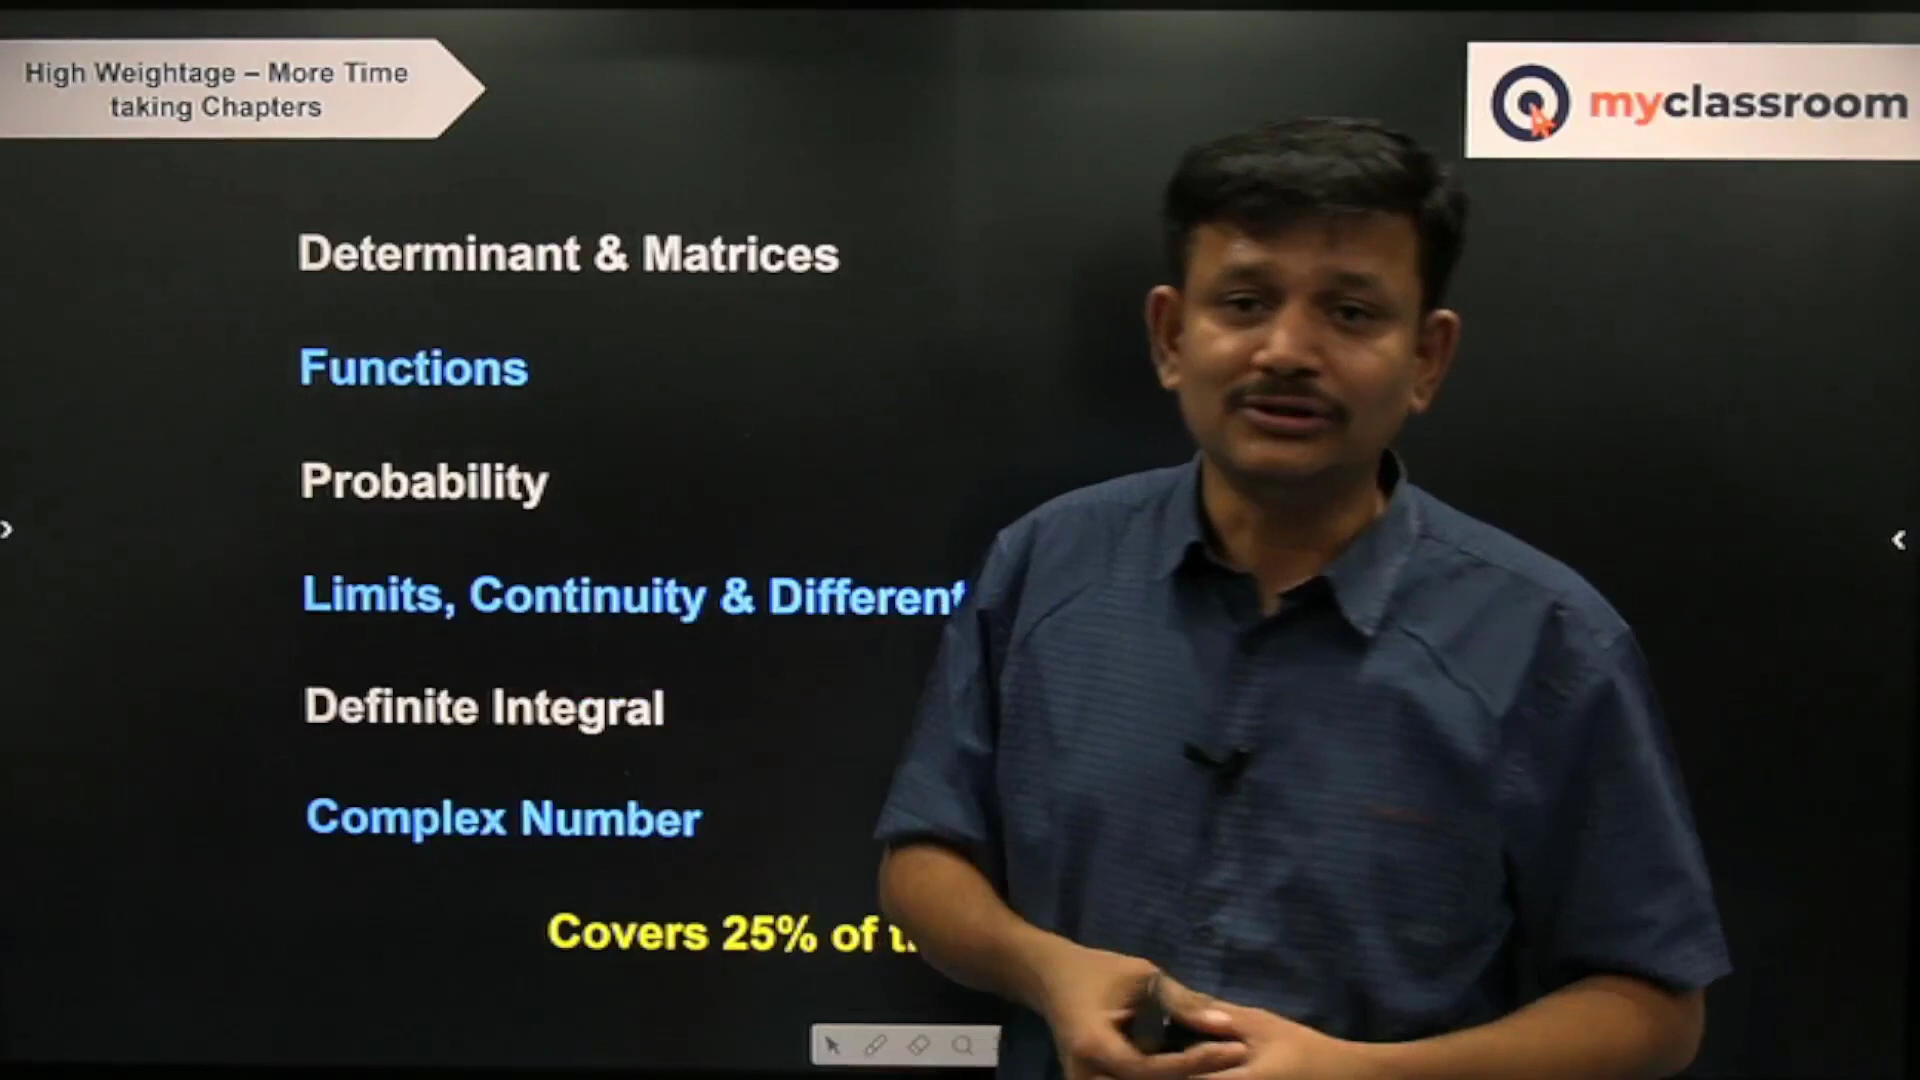 High Weightage – More Time
taking Chapters
myclassroom
Determinant & Matrices
Functions
Probability
Limits, Continuity & Different
Definite Integral
Complex Number
Covers 25% of